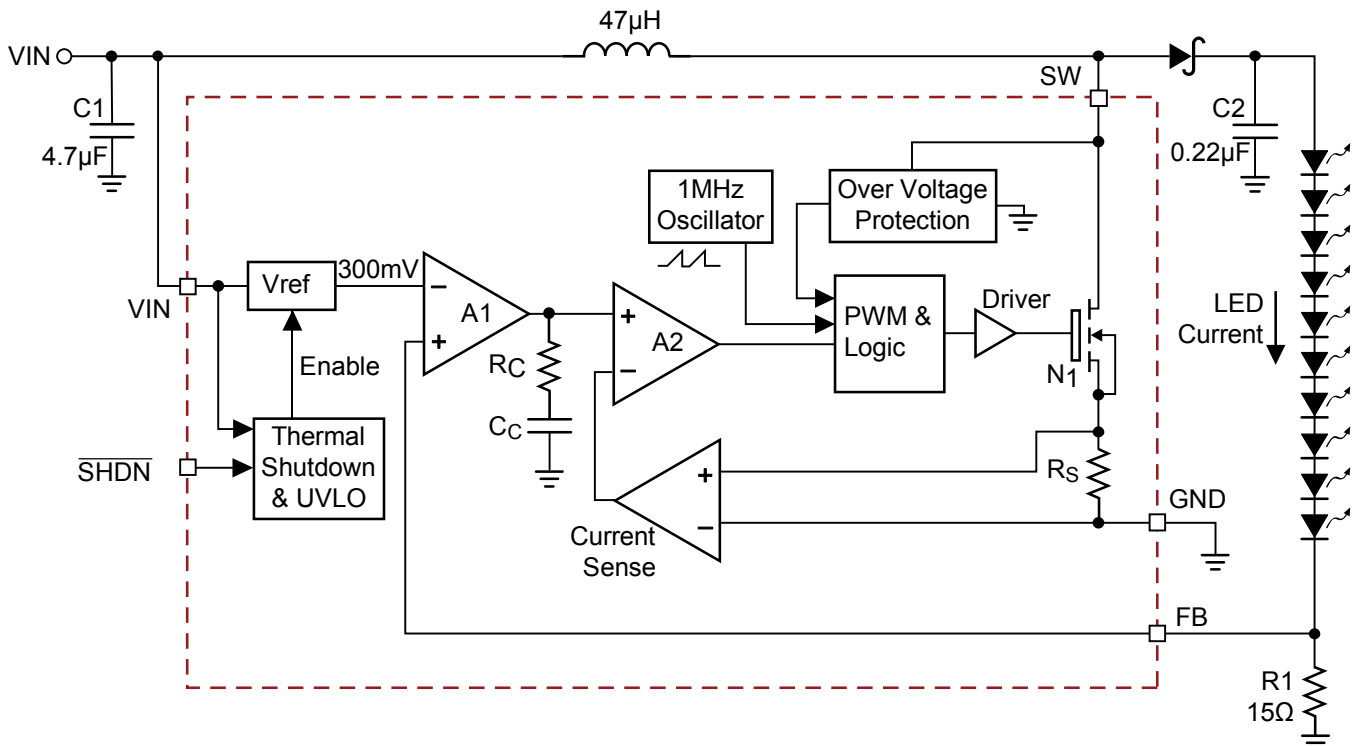 47µH
VIN
SW
C1
4.7µF
C2
0.22µF
1MHz
Oscillator
Over Voltage
Protection
Vref
300mV
−
+
A1
VIN
Enable
RC
CC
+
−
A2
PWM &
Logic
Driver
N1
LED
Current
Thermal
Shutdown
& UVLO
SHDN
+
−
Current
Sense
RS
GND
FB
R1
15Ω